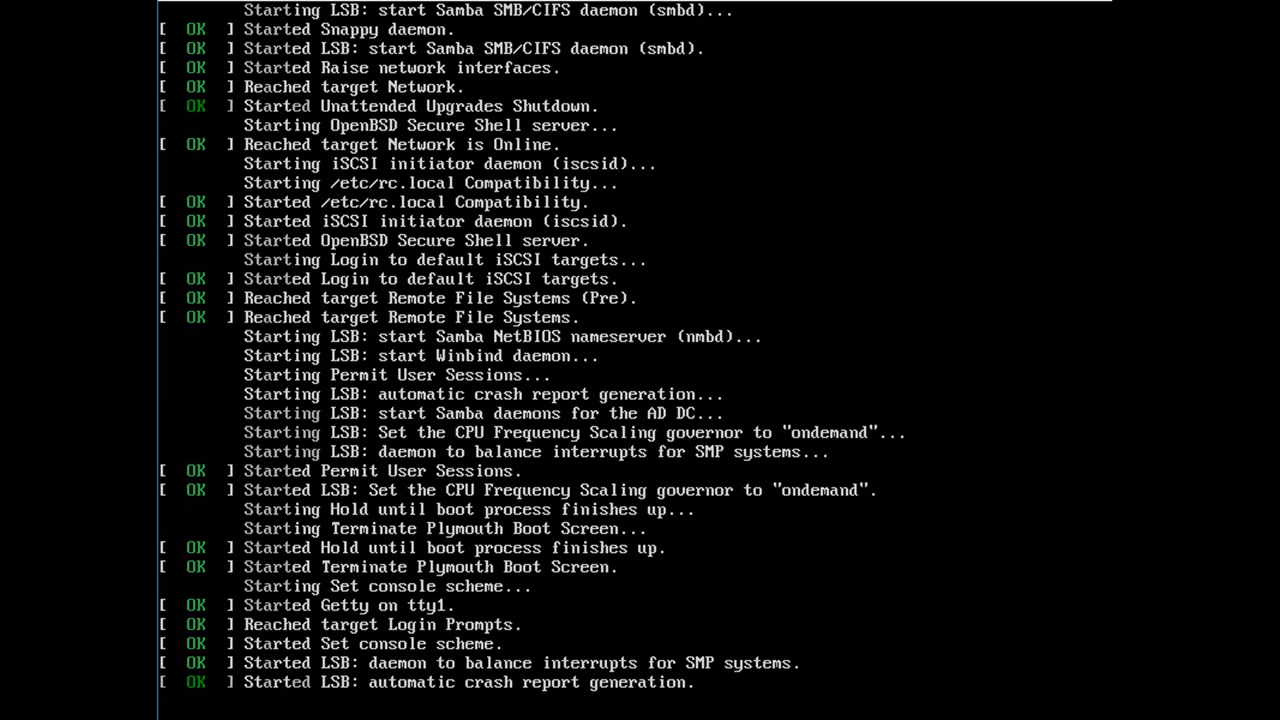 Starting LSB: start Samba SMB/CIFS daemon (smbd)...
[ OK ] Started Snappy daemon.
[ OK ] Started LSB: start Samba SMB/CIFS daemon (smbd).
[ OK ] Started Raise network interfaces.
[ OK ] Reached target Network.
[ OK ] Started Unattended Upgrades Shutdown.
Starting OpenBSD Secure Shell server...
[ OK ] Reached target Network is Online.
Starting iSCSI initiator daemon (iscsid)...
Starting /etc/rc.local Compatibility...
[ OK ] Started /etc/rc.local Compatibility.
[ OK ] Started iSCSI initiator daemon (iscsid).
[ OK ] Started OpenBSD Secure Shell server.
Starting Login to default iSCSI targets...
[ OK ] Started Login to default iSCSI targets.
[ OK ] Reached target Remote File Systems (Pre).
[ OK ] Reached target Remote File Systems.
Starting LSB: start Samba NetBIOS nameserver (nmbd)...
Starting LSB: start Winbind daemon...
Starting Permit User Sessions...
Starting LSB: automatic crash report generation...
Starting LSB: start Samba daemons for the AD DC...
Starting LSB: Set the CPU Frequency Scaling governor to "ondemand"...
Starting LSB: daemon to balance interrupts for SMP systems...
[ OK ] Started Permit User Sessions.
[ OK ] Started LSB: Set the CPU Frequency Scaling governor to "ondemand".
Starting Hold until boot process finishes up...
Starting Terminate Plymouth Boot Screen...
[ OK ] Started Hold until boot process finishes up.
[ OK ] Started Terminate Plymouth Boot Screen.
Starting Set console scheme...
[ OK ] Started Getty on tty1.
[ OK ] Reached target Login Prompts.
[ OK ] Started Set console scheme.
[ OK ] Started LSB: daemon to balance interrupts for SMP systems.
[ OK ] Started LSB: automatic crash report generation.